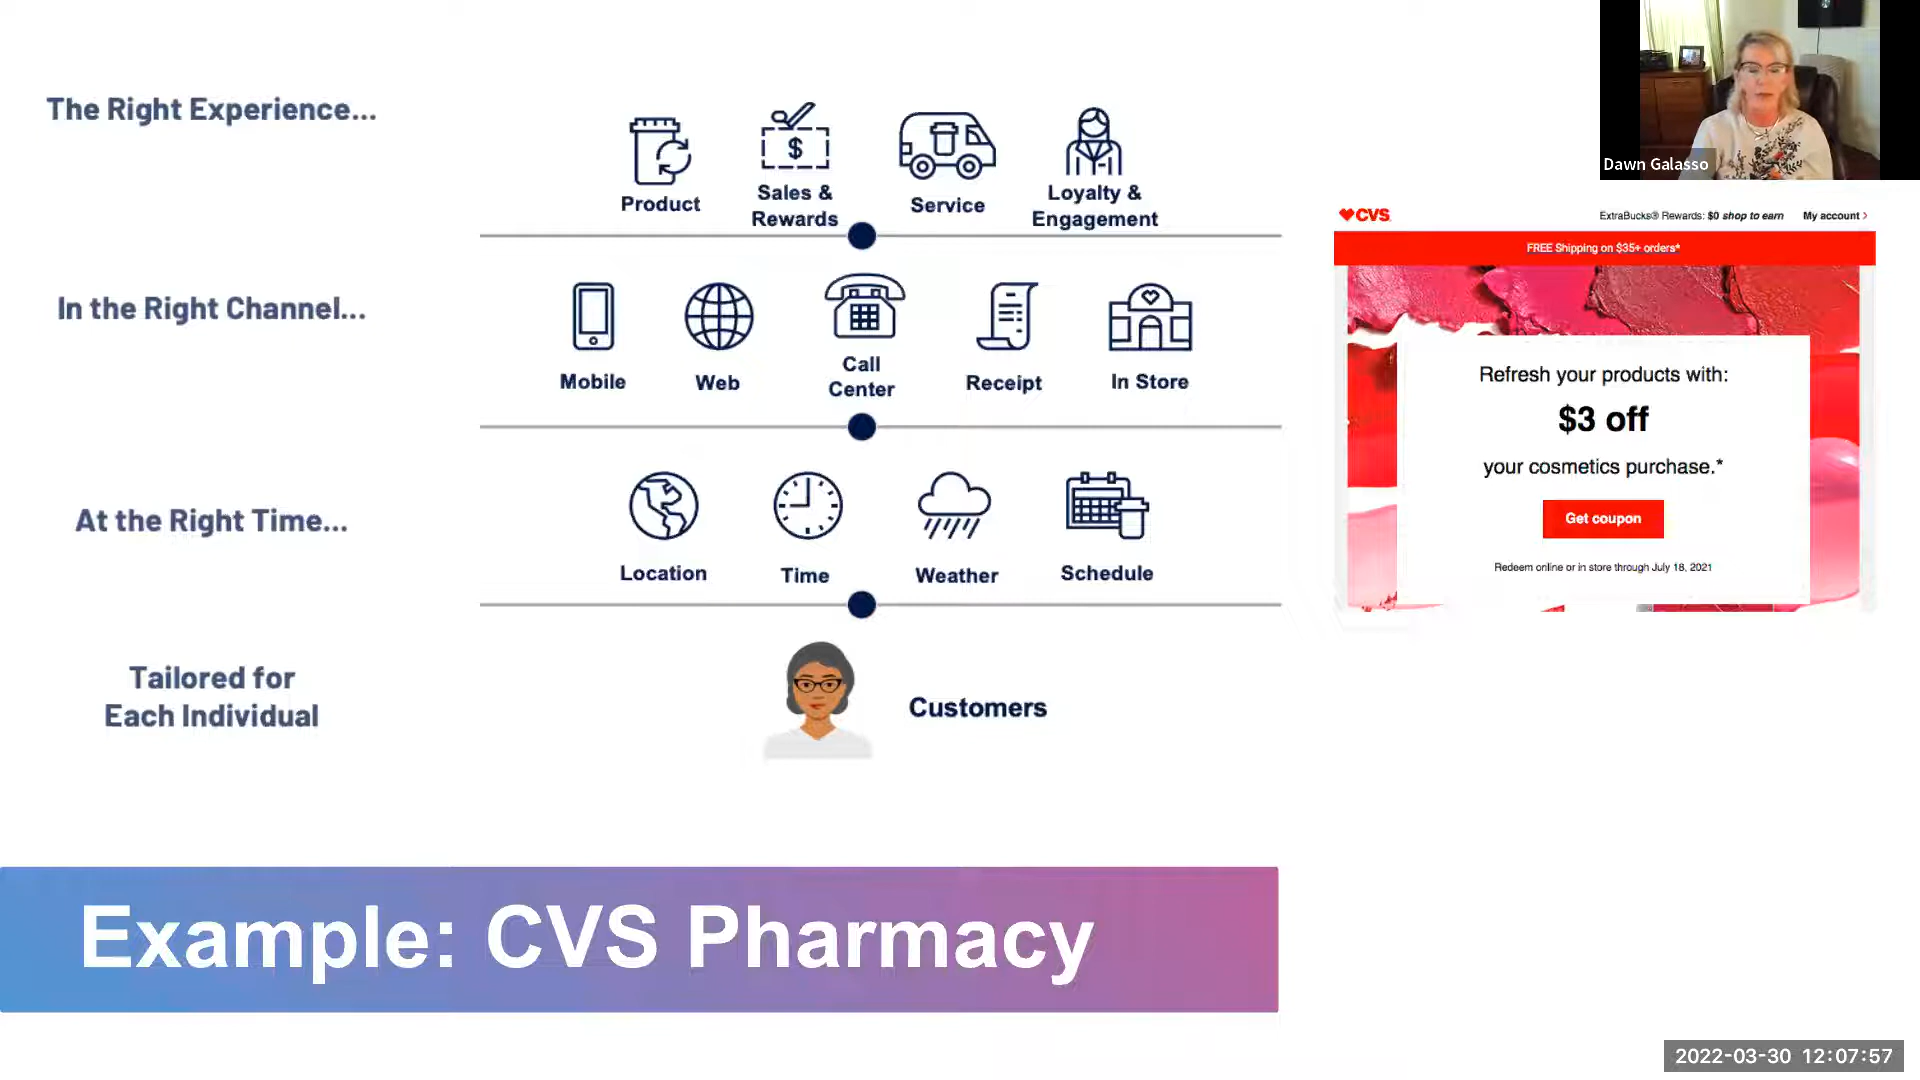 The Right Experience...
Product
Sales &
Rewards
Service
Loyalty &
Engagement
In the Right Channel...
Mobile
Web
Call
Center
Receipt
In Store
At the Right Time...
Location
Time
Weather
Schedule
Tailored for
Each Individual
Customers
Example: CVS Pharmacy
Dawn Galasso
CVS
ExtraBucks® Rewards: $0 shop to earn
My account >
FREE Shipping on $35+ orders*
Refresh your products with:
$3 off
your cosmetics purchase.*
Get coupon
Redeem online or in store through July 18, 2021
2022-03-30 12:07:57